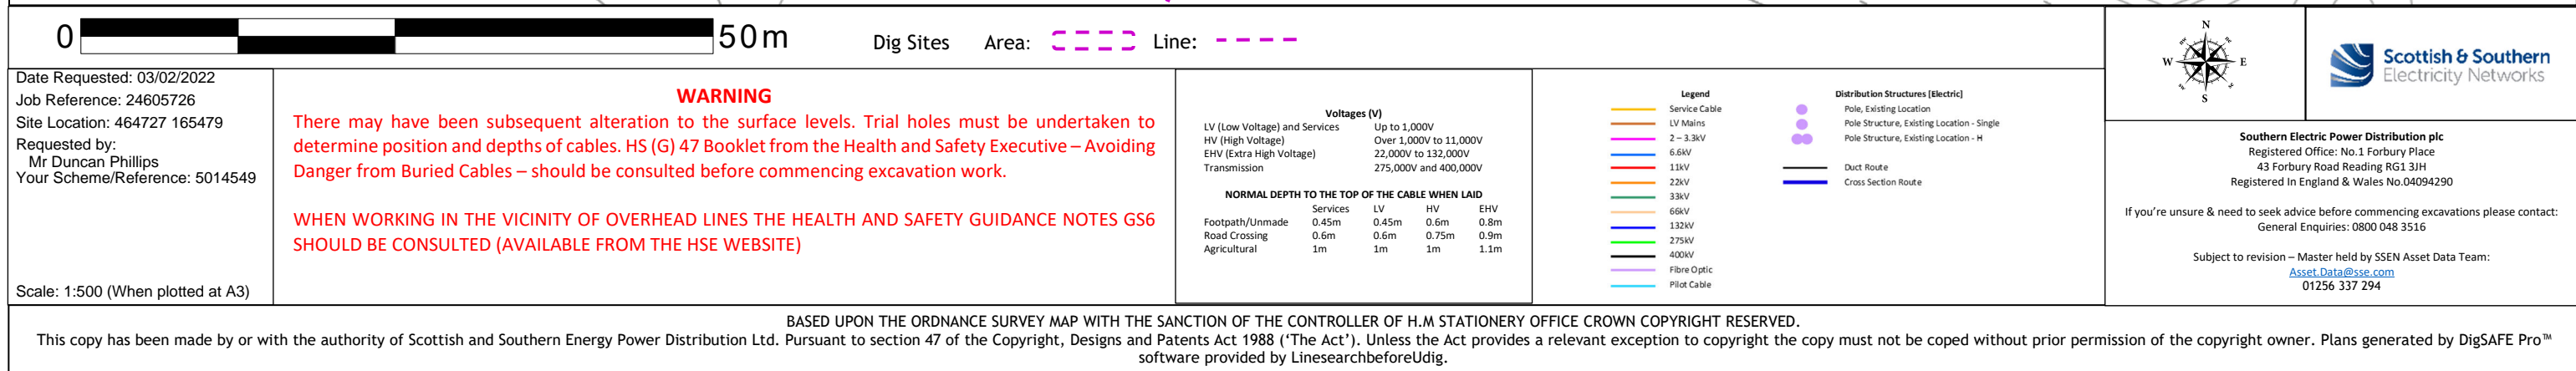 0 50m Dig Sites Area: Line:
N
W E
S
Scottish & Southern
Electricity Networks
Date Requested: 03/02/2022
Job Reference: 24605726
Site Location: 464727 165479
Requested by:
Mr Duncan Phillips
Your Scheme/Reference: 5014549
Scale: 1:500 (When plotted at A3)
WARNING
There may have been subsequent alteration to the surface levels. Trial holes must be undertaken to
determine position and depths of cables. HS (G) 47 Booklet from the Health and Safety Executive – Avoiding
Danger from Buried Cables – should be consulted before commencing excavation work.
WHEN WORKING IN THE VICINITY OF OVERHEAD LINES THE HEALTH AND SAFETY GUIDANCE NOTES GS6
SHOULD BE CONSULTED (AVAILABLE FROM THE HSE WEBSITE)
Voltages (V)
LV (Low Voltage) and Services Up to 1,000V
HV (High Voltage) Over 1,000V to 11,000V
EHV (Extra High Voltage) 22,000V to 132,000V
Transmission 275,000V and 400,000V
NORMAL DEPTH TO THE TOP OF THE CABLE WHEN LAID
Services LV HV EHV
Footpath/Unmade 0.45m 0.45m 0.6m 0.8m
Road Crossing 0.6m 0.6m 0.75m 0.9m
Agricultural 1m 1m 1m 1.1m
Legend
Service Cable
LV Mains
2 – 3.3kV
6.6kV
11kV
22kV
33kV
66kV
132kV
275kV
400kV
Fibre Optic
Pilot Cable
Distribution Structures [Electric]
Pole, Existing Location
Pole Structure, Existing Location - Single
Pole Structure, Existing Location - H
Duct Route
Cross Section Route
Southern Electric Power Distribution plc
Registered Office: No.1 Forbury Place
43 Forbury Road Reading RG1 3JH
Registered In England & Wales No.04094290
If you're unsure & need to seek advice before commencing excavations please contact:
General Enquiries: 0800 048 3516
Subject to revision – Master held by SSEN Asset Data Team:
Asset.Data@sse.com
01256 337 294
BASED UPON THE ORDNANCE SURVEY MAP WITH THE SANCTION OF THE CONTROLLER OF H.M STATIONERY OFFICE CROWN COPYRIGHT RESERVED.
This copy has been made by or with the authority of Scottish and Southern Energy Power Distribution Ltd. Pursuant to section 47 of the Copyright, Designs and Patents Act 1988 ('The Act'). Unless the Act provides a relevant exception to copyright the copy must not be coped without prior permission of the copyright owner. Plans generated by DigSAFE Pro™
software provided by LinesearchbeforeUdig.